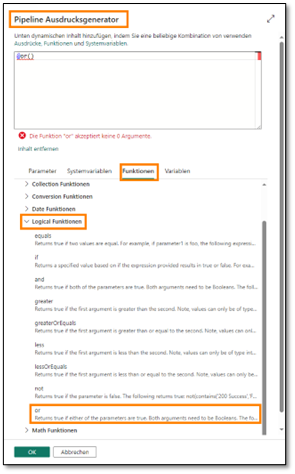 Pipeline Ausdrucksgenerator
Unten dynamischen Inhalt hinzufügen, indem Sie eine beliebige Kombination von verwenden
Ausdrücke, Funktionen und Systemvariablen.
@or()
Die Funktion "or" akzeptiert keine 0 Argumente.
Inhalt entfernen
Parameter Systemvariablen Funktionen Variablen
Collection Funktionen
Conversion Funktionen
Date Funktionen
Logical Funktionen
equals
Returns true if two values are equal. For example, if parameter1 is foo, the following expressi...
if
Returns a specified value based on if the expression provided results in true or false. For exa...
and
Returns true if both of the parameters are true. Both arguments need to be Booleans. The foll...
greater
Returns true if the first argument is greater than the second. Note, values can only be of type...
greaterOrEquals
Returns true if the first argument is greater than or equal to the second. Note, values can onl...
less
Returns true if the first argument is less than the second. Note, values can only be of type in...
lessOrEquals
Returns true if the first argument is less than or equal to the second. Note, values can only be...
not
Returns true if the parameter is false. The following returns true: not(contains('200 Success','F...
or
Returns true if either of the parameters are true. Both arguments need to be Booleans. The fo...
Math Funktionen
OK Abbrechen